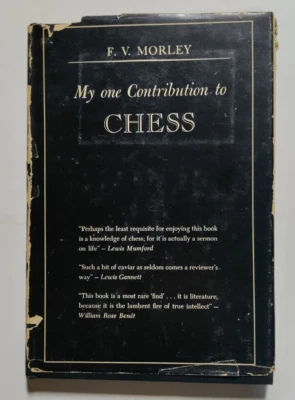 F. V. MORLEY
My one Contribution to
CHESS
"Perhaps the least requisite for enjoying this book
is a knowledge of chess, for it is actually a sermon
on life" – Lewis Mumford
"Such a bit of caviar as seldom comes a reviewer's
way" – Lewis Gannett
"This book is a most rare 'find' . . . it is literature,
because it is the lambent fire of true intellect" –
William Rose Benét